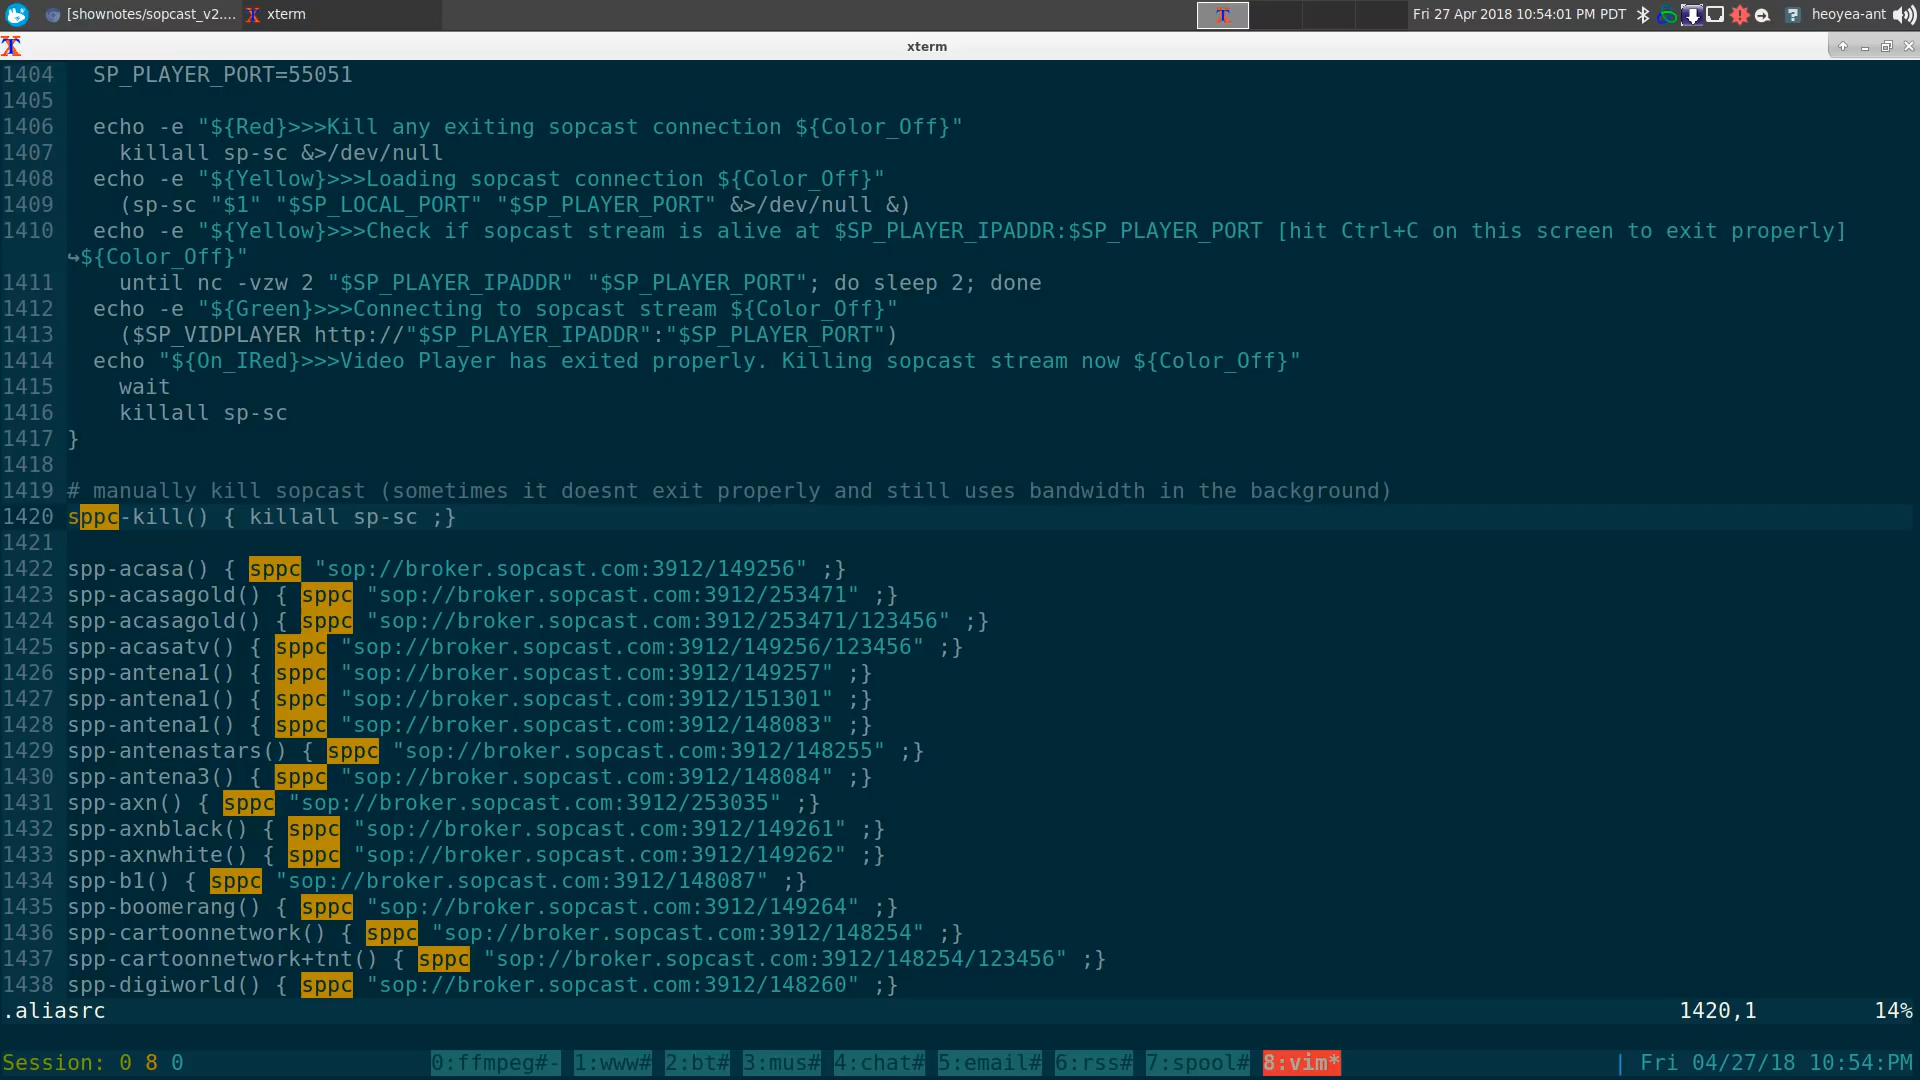 [shownotes/sopcast_v2.... xterm Fri 27 Apr 2018 10:54:01 PM PDT heoyea-ant
xterm
1404   SP_PLAYER_PORT=55051
1405
1406   echo -e "${Red}>>>Kill any exiting sopcast connection ${Color_Off}"
1407     killall sp-sc &>/dev/null
1408   echo -e "${Yellow}>>>Loading sopcast connection ${Color_Off}"
1409     (sp-sc "$1" "$SP_LOCAL_PORT" "$SP_PLAYER_PORT" &>/dev/null &)
1410   echo -e "${Yellow}>>>Check if sopcast stream is alive at $SP_PLAYER_IPADDR:$SP_PLAYER_PORT [hit Ctrl+C on this screen to exit properly]
↪${Color_Off}"
1411     until nc -vzw 2 "$SP_PLAYER_IPADDR" "$SP_PLAYER_PORT"; do sleep 2; done
1412   echo -e "${Green}>>>Connecting to sopcast stream ${Color_Off}"
1413     ($SP_VIDPLAYER http://"$SP_PLAYER_IPADDR":"$SP_PLAYER_PORT")
1414   echo "${On_IRed}>>>Video Player has exited properly. Killing sopcast stream now ${Color_Off}"
1415     wait
1416     killall sp-sc
1417 }
1418
1419 # manually kill sopcast (sometimes it doesnt exit properly and still uses bandwidth in the background)
1420 sppc-kill() { killall sp-sc ;}
1421
1422 spp-acasa() { sppc "sop://broker.sopcast.com:3912/149256" ;}
1423 spp-acasagold() { sppc "sop://broker.sopcast.com:3912/253471" ;}
1424 spp-acasagold() { sppc "sop://broker.sopcast.com:3912/253471/123456" ;}
1425 spp-acasatv() { sppc "sop://broker.sopcast.com:3912/149256/123456" ;}
1426 spp-antena1() { sppc "sop://broker.sopcast.com:3912/149257" ;}
1427 spp-antena1() { sppc "sop://broker.sopcast.com:3912/151301" ;}
1428 spp-antena1() { sppc "sop://broker.sopcast.com:3912/148083" ;}
1429 spp-antenastars() { sppc "sop://broker.sopcast.com:3912/148255" ;}
1430 spp-antena3() { sppc "sop://broker.sopcast.com:3912/148084" ;}
1431 spp-axn() { sppc "sop://broker.sopcast.com:3912/253035" ;}
1432 spp-axnblack() { sppc "sop://broker.sopcast.com:3912/149261" ;}
1433 spp-axnwhite() { sppc "sop://broker.sopcast.com:3912/149262" ;}
1434 spp-b1() { sppc "sop://broker.sopcast.com:3912/148087" ;}
1435 spp-boomerang() { sppc "sop://broker.sopcast.com:3912/149264" ;}
1436 spp-cartoonnetwork() { sppc "sop://broker.sopcast.com:3912/148254" ;}
1437 spp-cartoonnetwork+tnt() { sppc "sop://broker.sopcast.com:3912/148254/123456" ;}
1438 spp-digiworld() { sppc "sop://broker.sopcast.com:3912/148260" ;}
.aliasrc 1420,1 14%
Session: 0 8 0 0:ffmpeg#- 1:www# 2:bt# 3:mus# 4:chat# 5:email# 6:rss# 7:spool# 8:vim* | Fri 04/27/18 10:54:PM